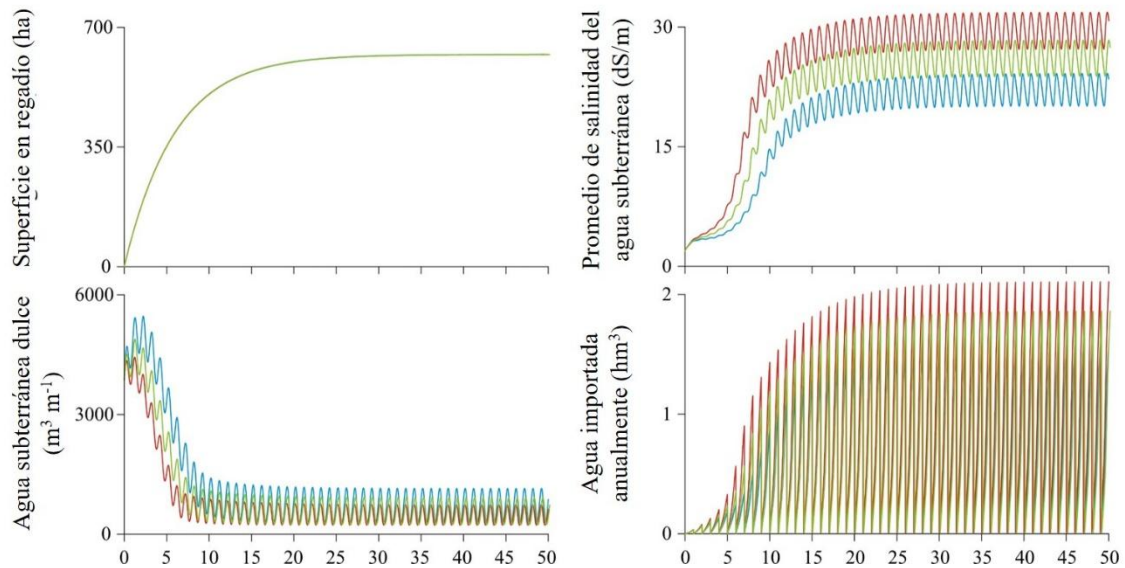 Superficie en regadío (ha)
700
350
0
Promedio de salinidad del
agua subterránea (dS/m)
30
15
0
Agua subterránea dulce
(m³ m⁻¹)
6000
3000
0
0 5 10 15 20 25 30 35 40 45 50
Agua importada
anualmente (hm³)
2
1
0
0 5 10 15 20 25 30 35 40 45 50